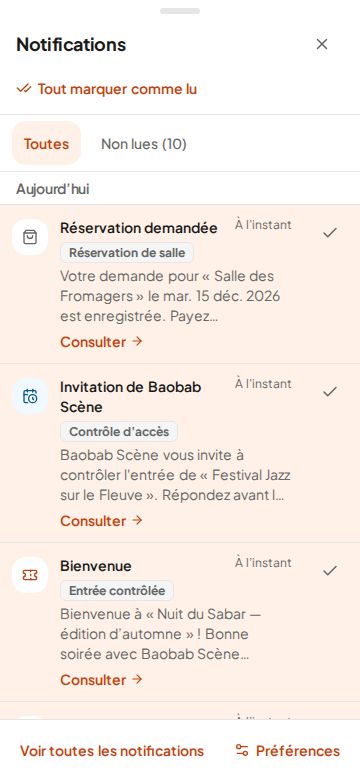 Notifications
Tout marquer comme lu
Toutes
Non lues (10)
Aujourd'hui
Réservation demandée
À l'instant
Réservation de salle
Votre demande pour « Salle des
Fromagers » le mar. 15 déc. 2026
est enregistrée. Payez…
Consulter →
Invitation de Baobab
Scène
À l'instant
Contrôle d'accès
Baobab Scène vous invite à
contrôler l'entrée de « Festival Jazz
sur le Fleuve ». Répondez avant l…
Consulter →
Bienvenue
À l'instant
Entrée contrôlée
Bienvenue à « Nuit du Sabar —
édition d'automne » ! Bonne
soirée avec Baobab Scène…
Consulter →
À l'instant
Voir toutes les notifications
Préférences